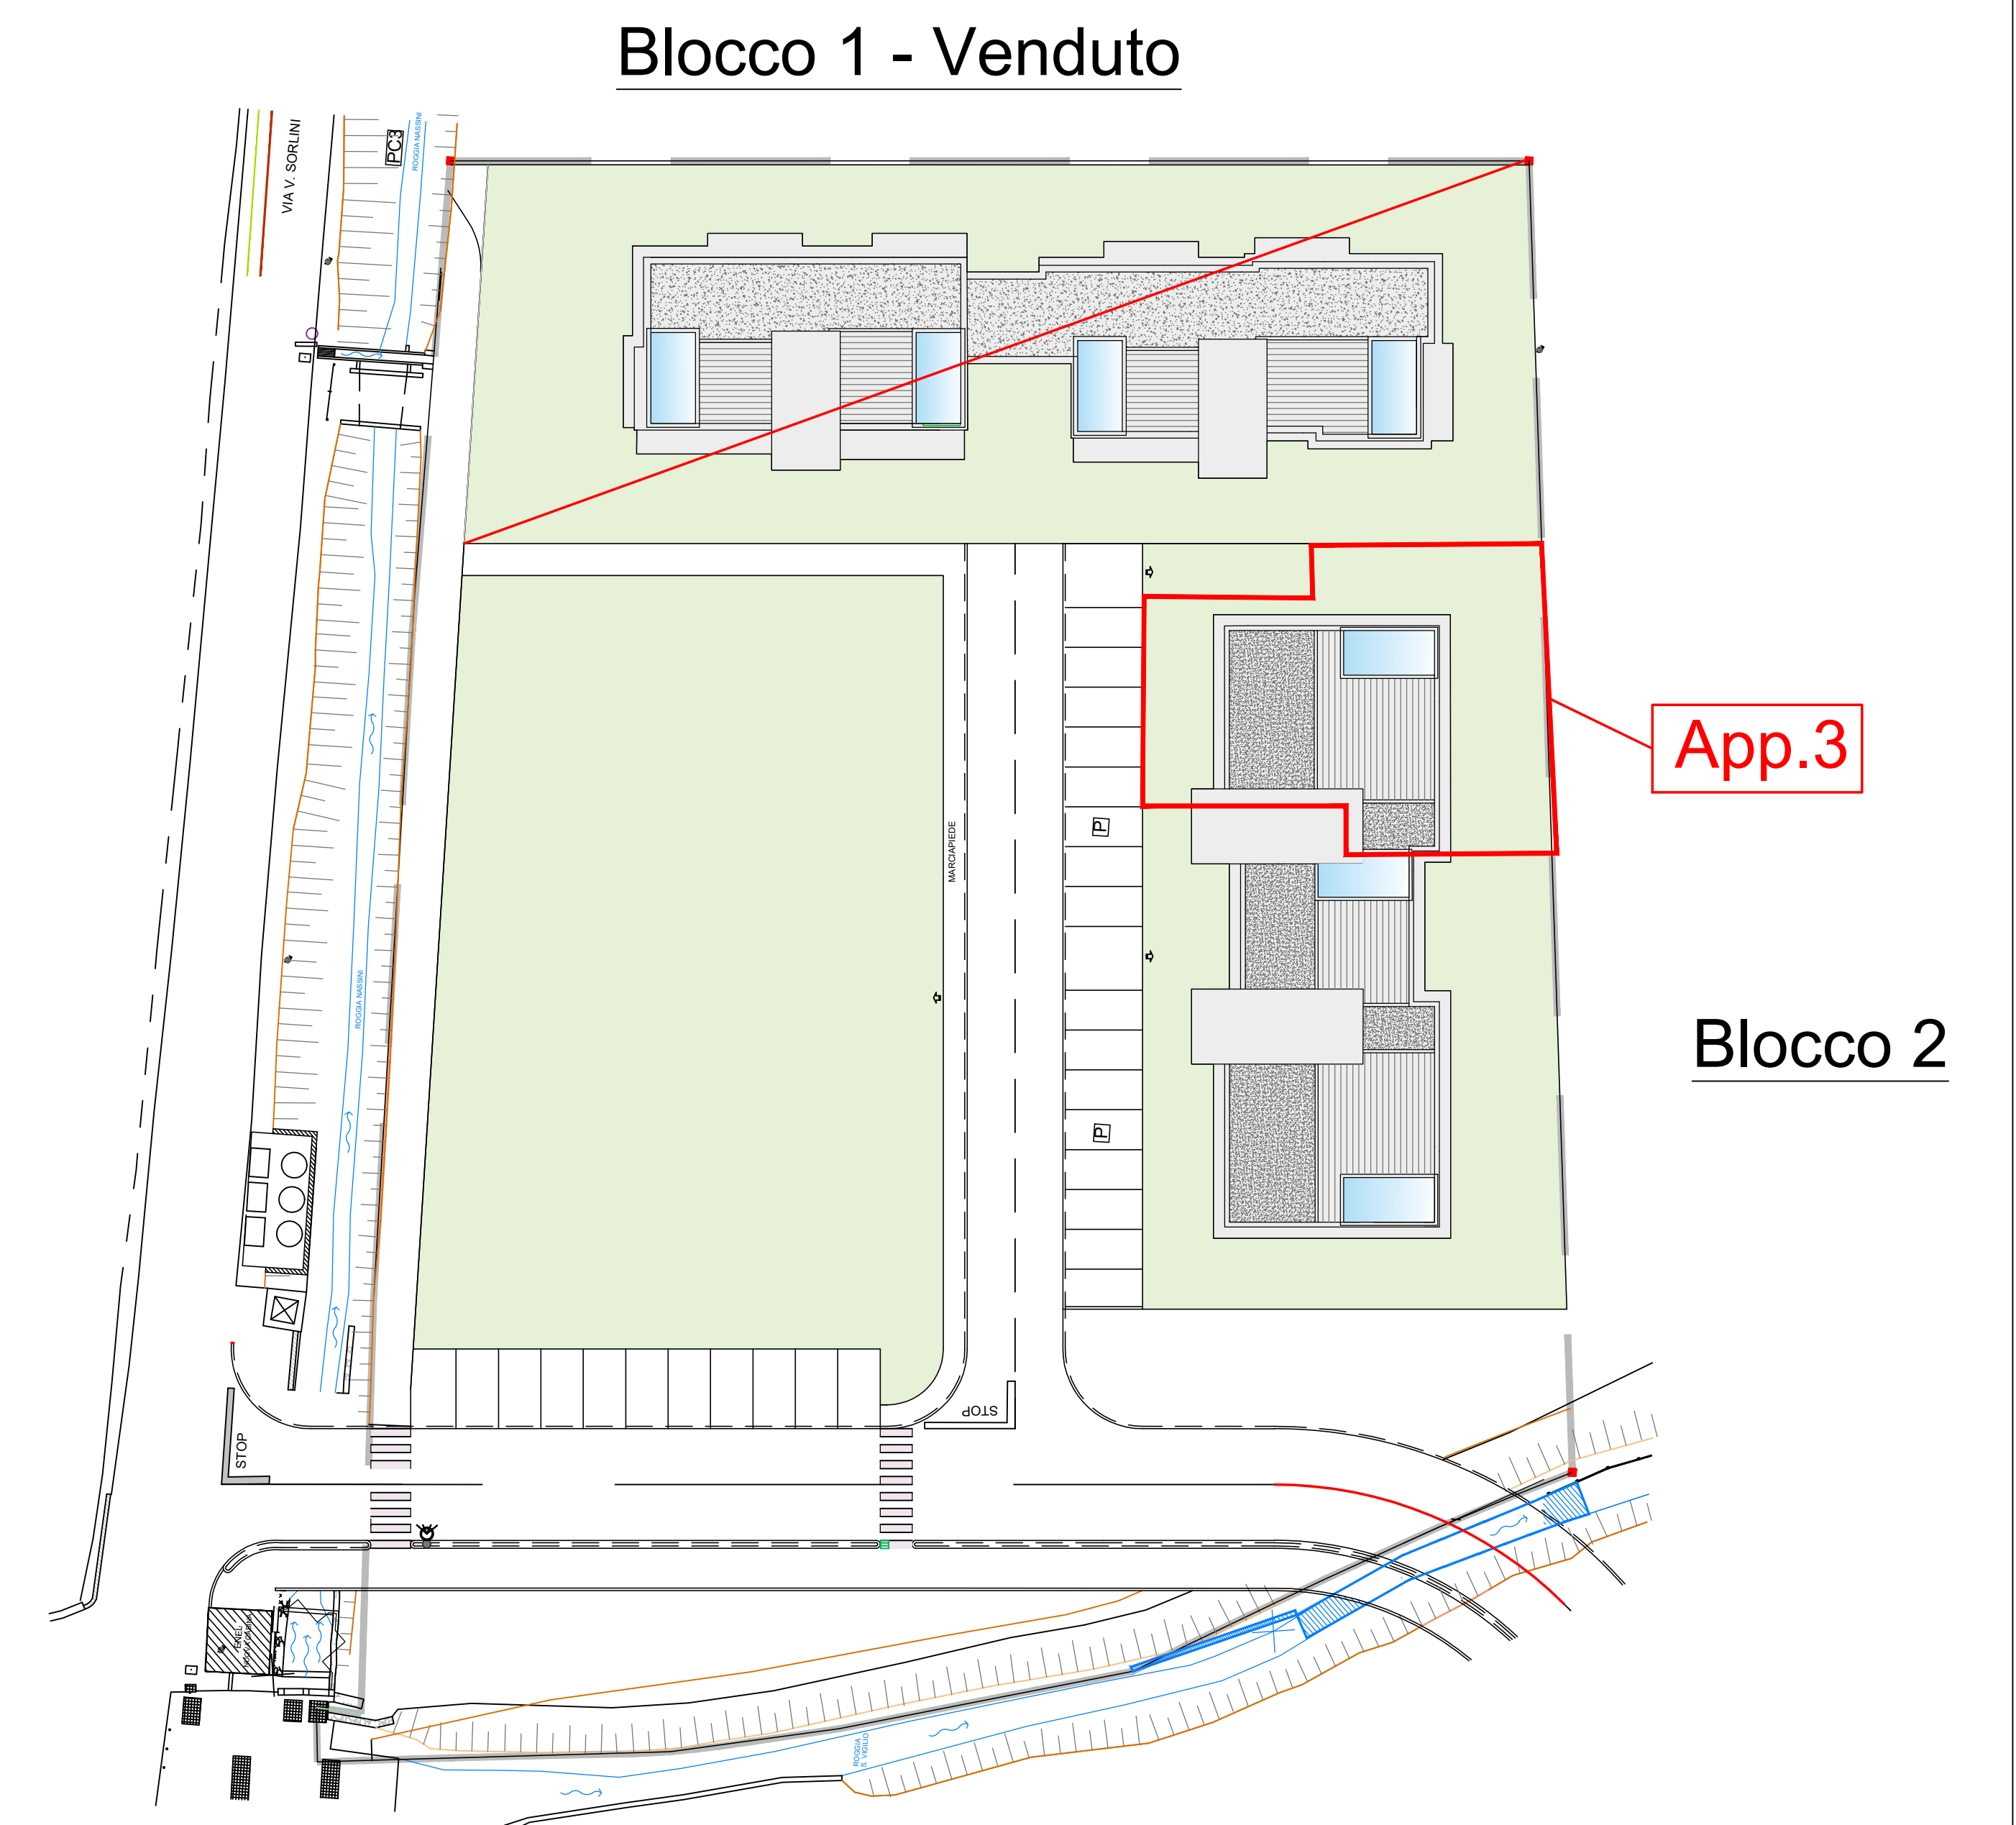 Blocco 1 - Venduto
VIA V. SORLINI
PC3
ROGGIA NASSINI
App.3
MARCIAPIEDE
P
ROGGIA NASSINI
Blocco 2
P
STOP
STOP
ENEL
ROGGIA
S. VIGILIO